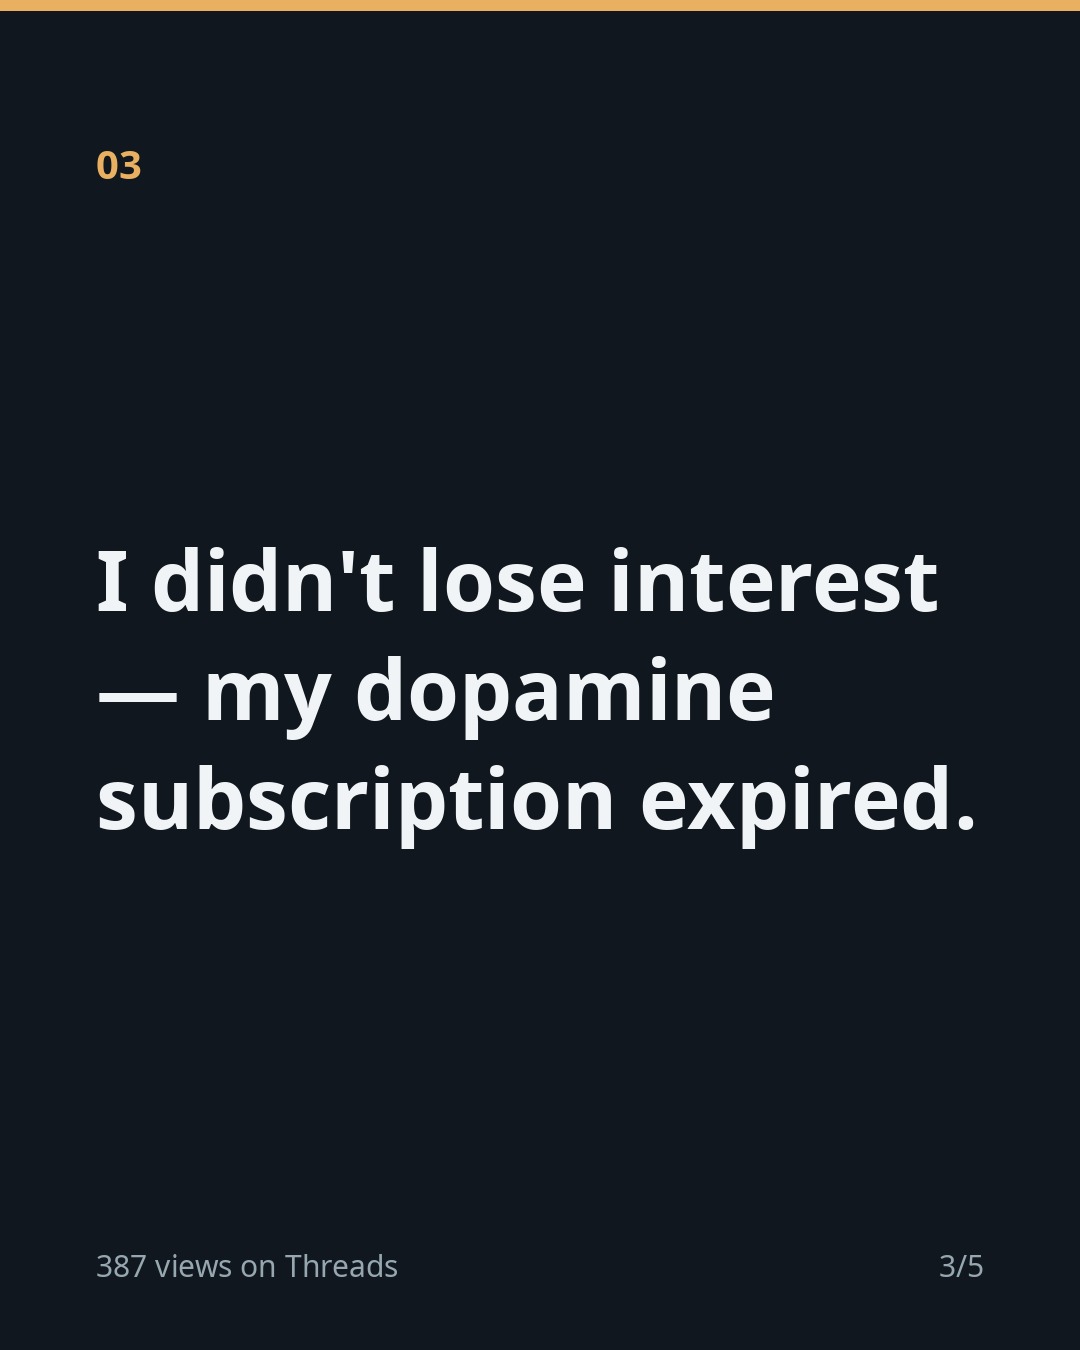 03
I didn't lose interest
— my dopamine
subscription expired.
387 views on Threads
3/5